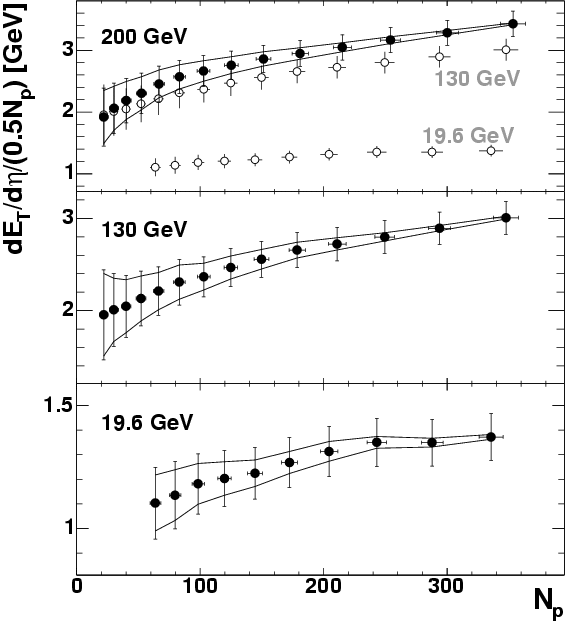 dE_T/dη/(0.5N_p) [GeV]
200 GeV
3
130 GeV
2
19.6 GeV
1
3
130 GeV
2
1.5
19.6 GeV
1
0 100 200 300
N_p